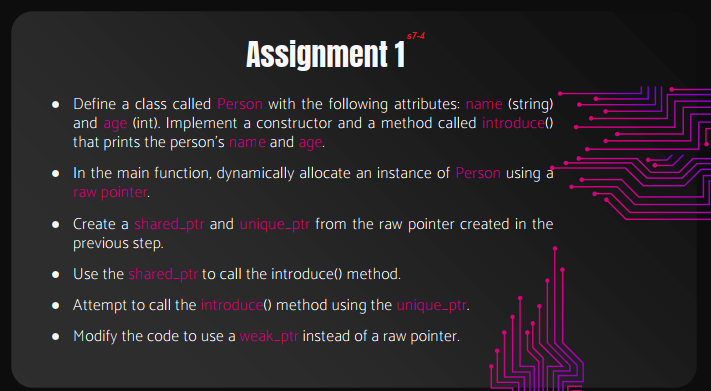 Assignment 1
s7-4
● Define a class called Person with the following attributes: name (string)
and age (int). Implement a constructor and a method called introduce()
that prints the person's name and age.
● In the main function, dynamically allocate an instance of Person using a
raw pointer.
● Create a shared_ptr and unique_ptr from the raw pointer created in the
previous step.
● Use the shared_ptr to call the introduce() method.
● Attempt to call the introduce() method using the unique_ptr.
● Modify the code to use a weak_ptr instead of a raw pointer.